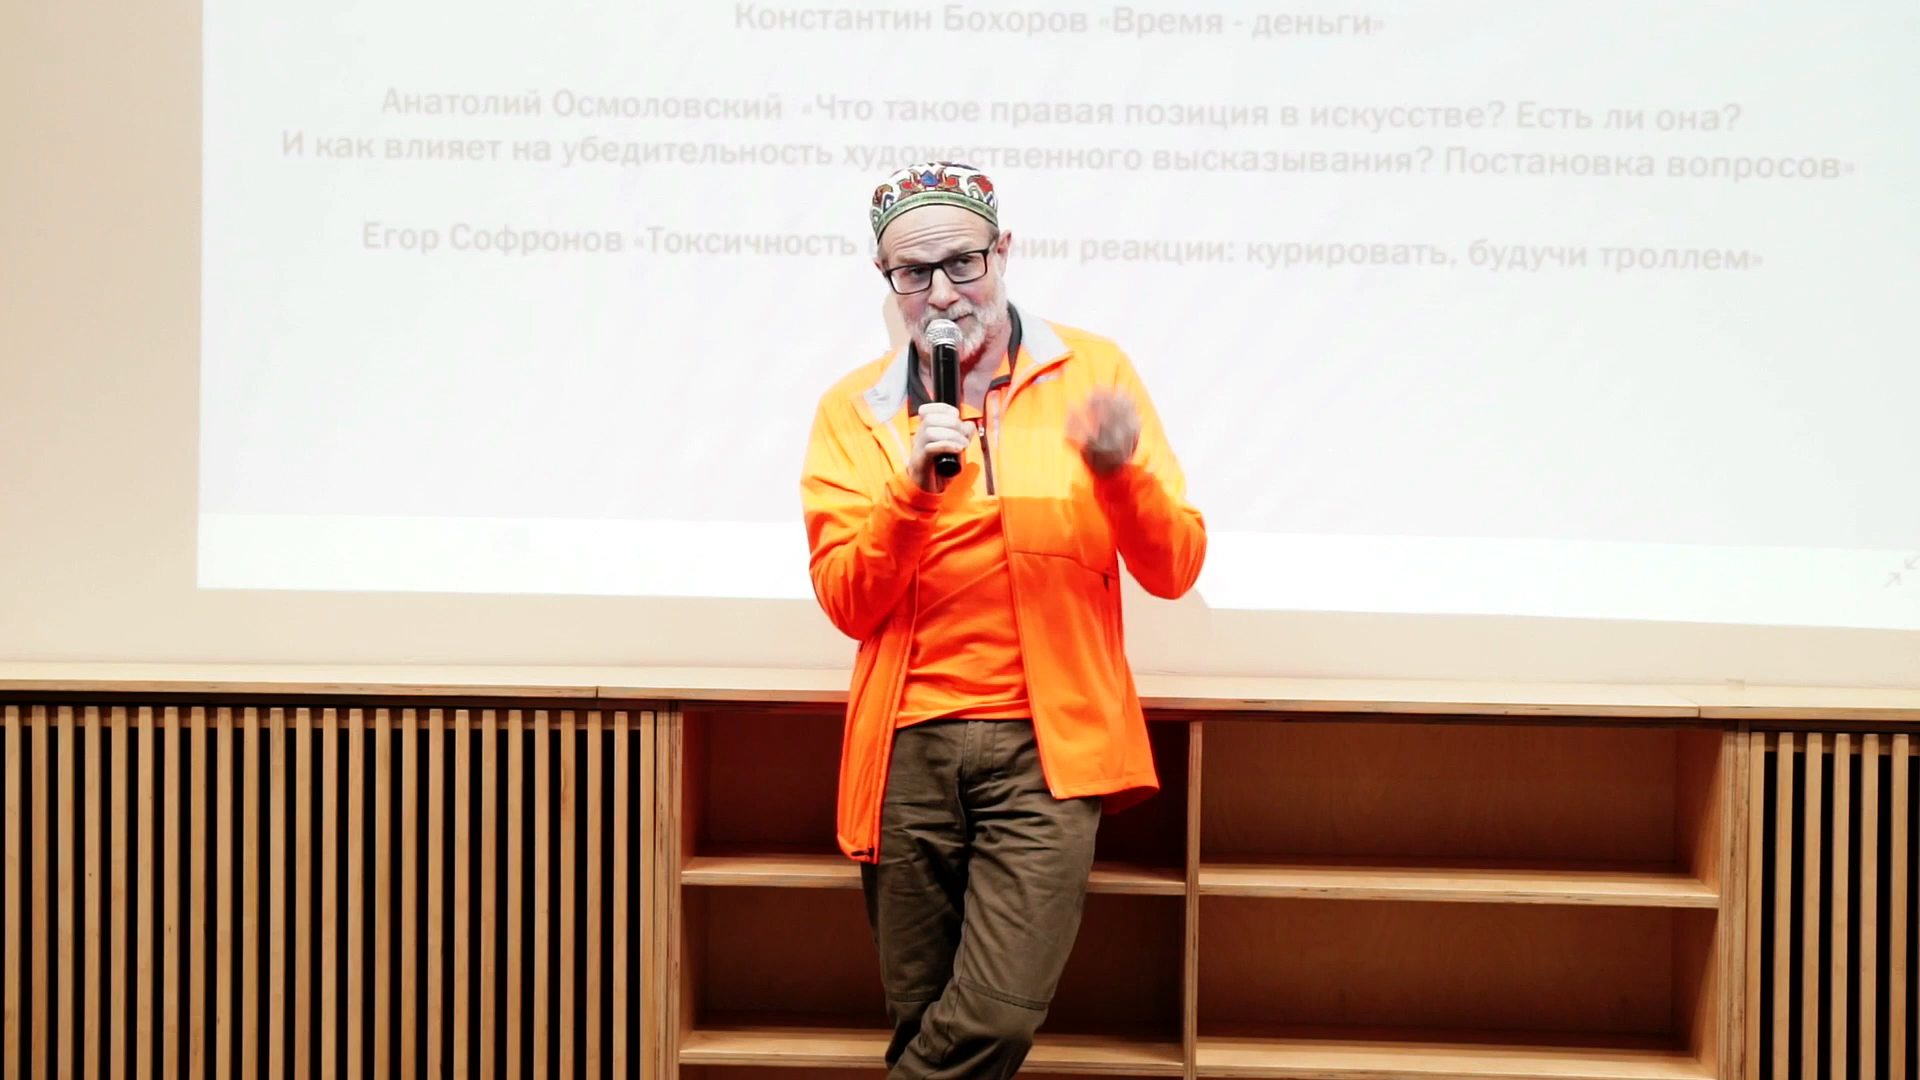 Константин Бохоров «Время - деньги»
Анатолий Осмоловский «Что такое правая позиция в искусстве? Есть ли она?
И как влияет на убедительность художественного высказывания? Постановка вопросов»
Егор Софронов «Токсичность реакции: курировать, будучи троллем»